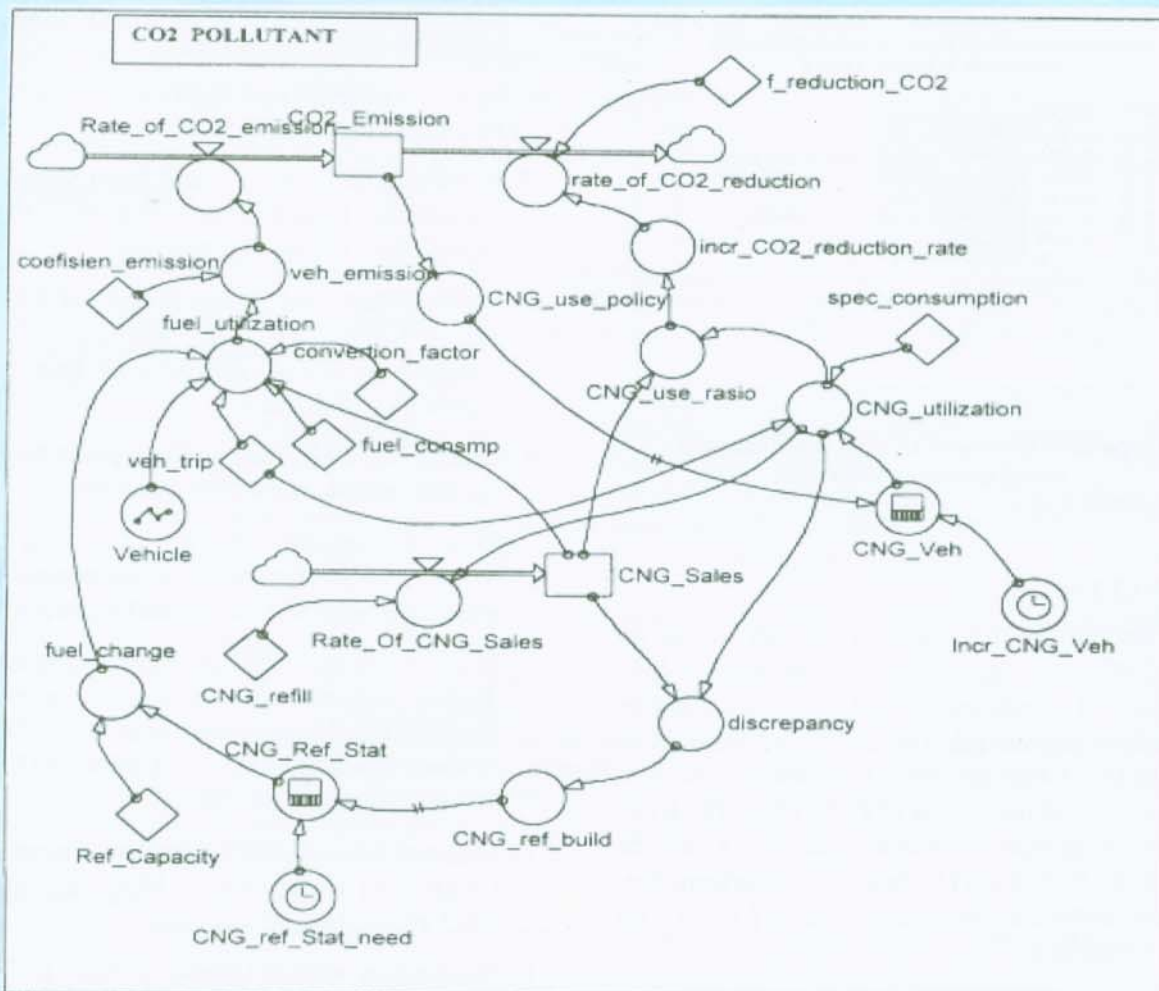 CO2 POLLUTANT
f_reduction_CO2
Rate_of_CO2_emission
CO2_Emission
rate_of_CO2_reduction
coefisien_emission
veh_emission
incr_CO2_reduction_rate
CNG_use_policy
spec_consumption
fuel_utilization
convertion_factor
CNG_use_rasio
CNG_utilization
veh_trip
fuel_consmp
Vehicle
CNG_Veh
CNG_Sales
Rate_Of_CNG_Sales
Incr_CNG_Veh
fuel_change
CNG_refill
discrepancy
CNG_Ref_Stat
CNG_ref_build
Ref_Capacity
CNG_ref_Stat_need